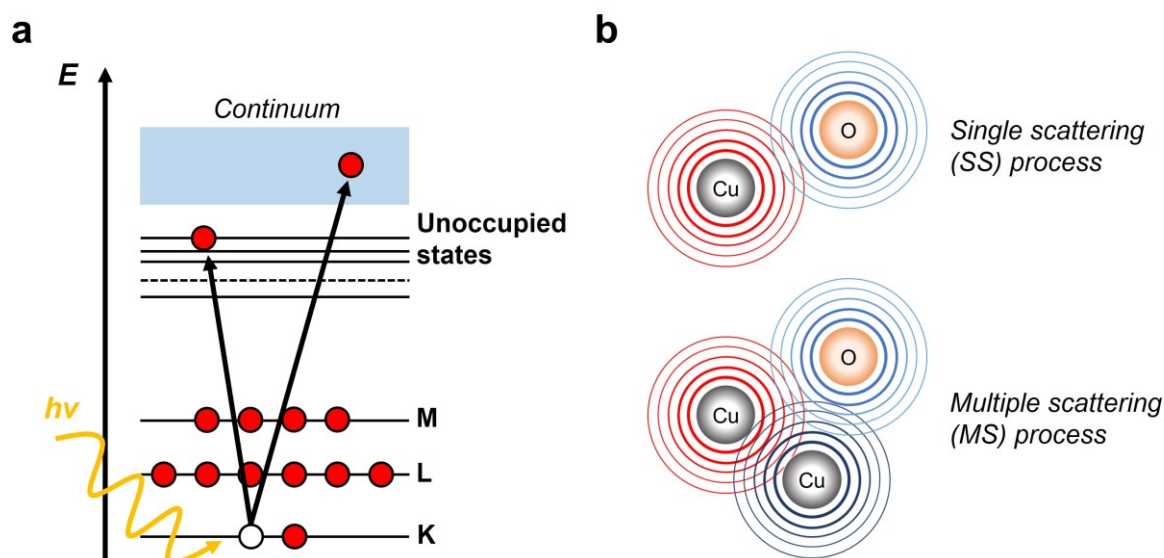 a
E
Continuum
Unoccupied
states
hv
M
L
K
b
O
Cu
Single scattering
(SS) process
O
Cu
Cu
Multiple scattering
(MS) process